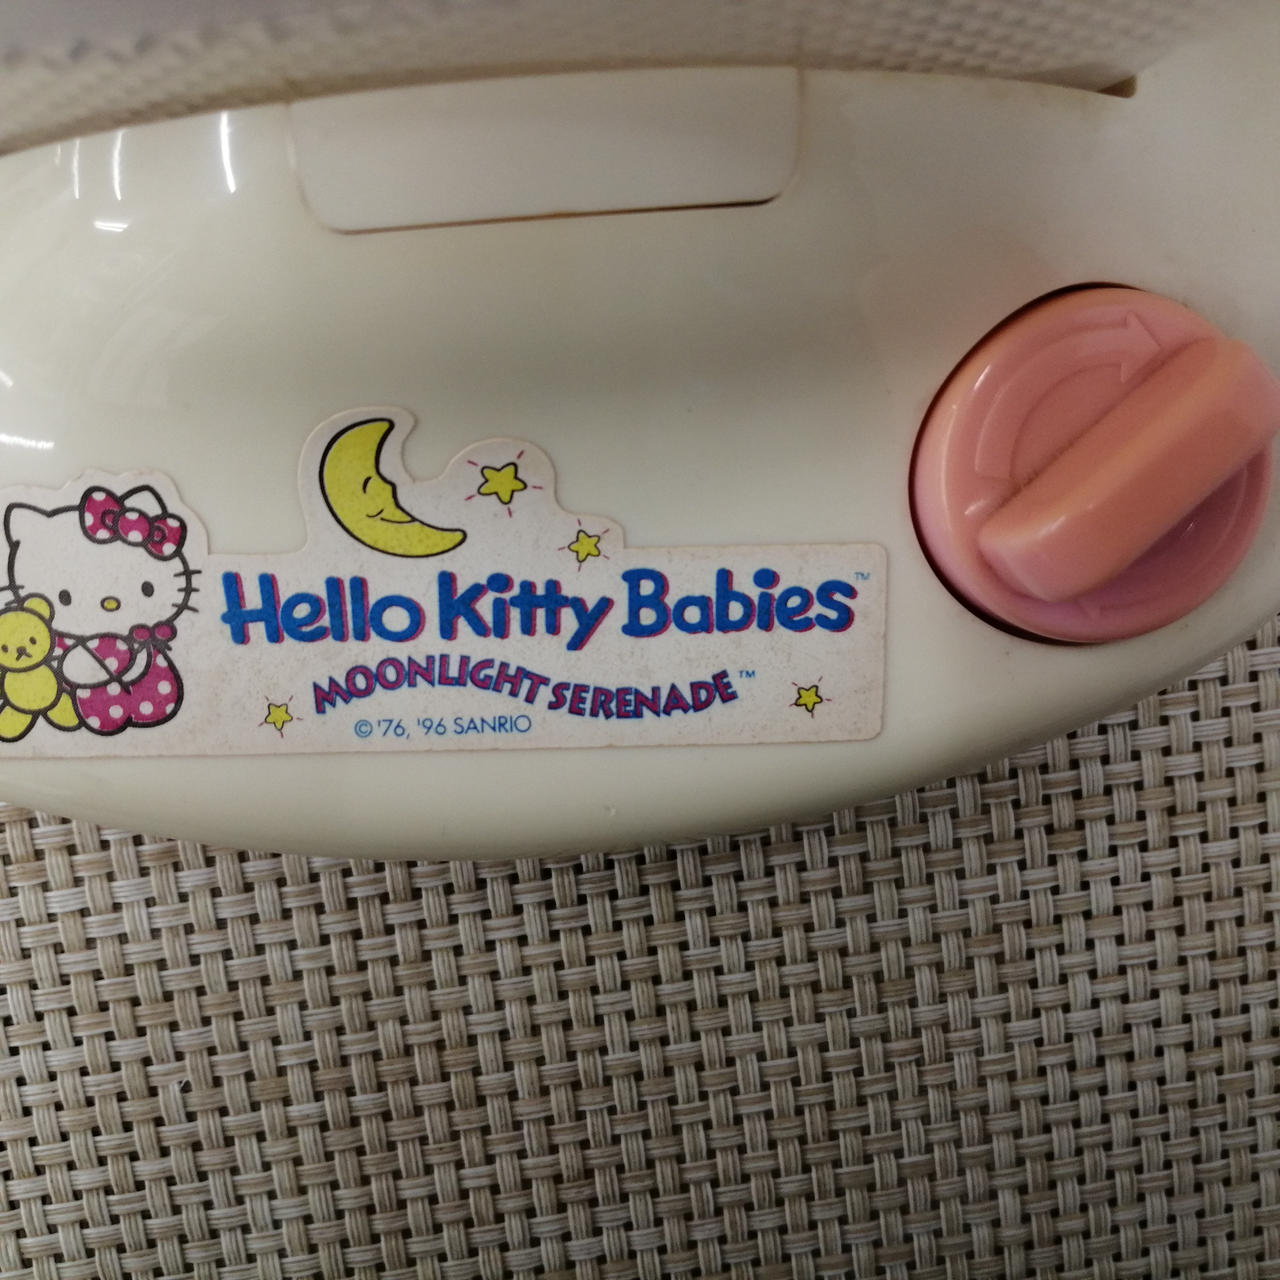 Hello Kitty Babies™
MOONLIGHT SERENADE™
© '76, '96 SANRIO